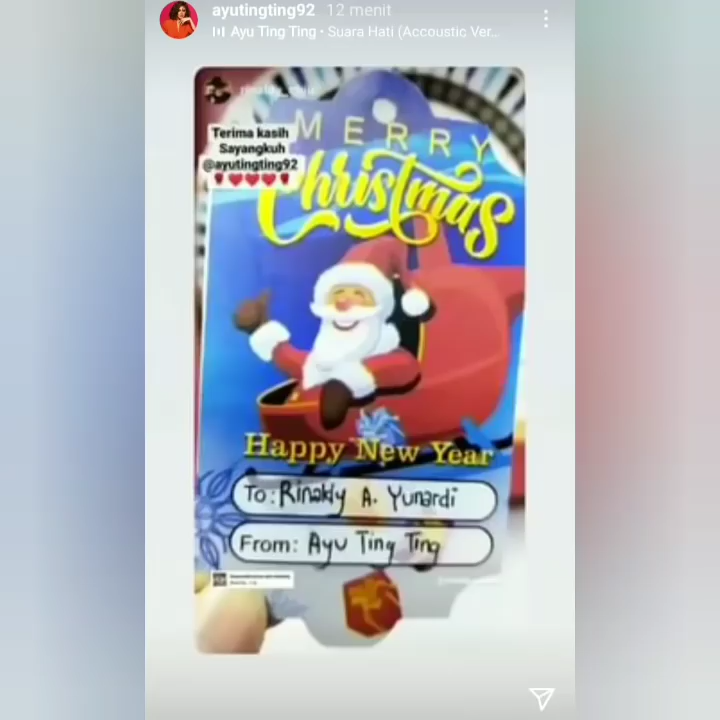 ayutingting92 12 menit
Ayu Ting Ting • Suara Hati (Accoustic Ver...
Terima kasih
Sayangkuh
@ayutingting92
MERRY
Christmas
Happy New Year
To: Rinaldy A. Yunardi
From: Ayu Ting Ting